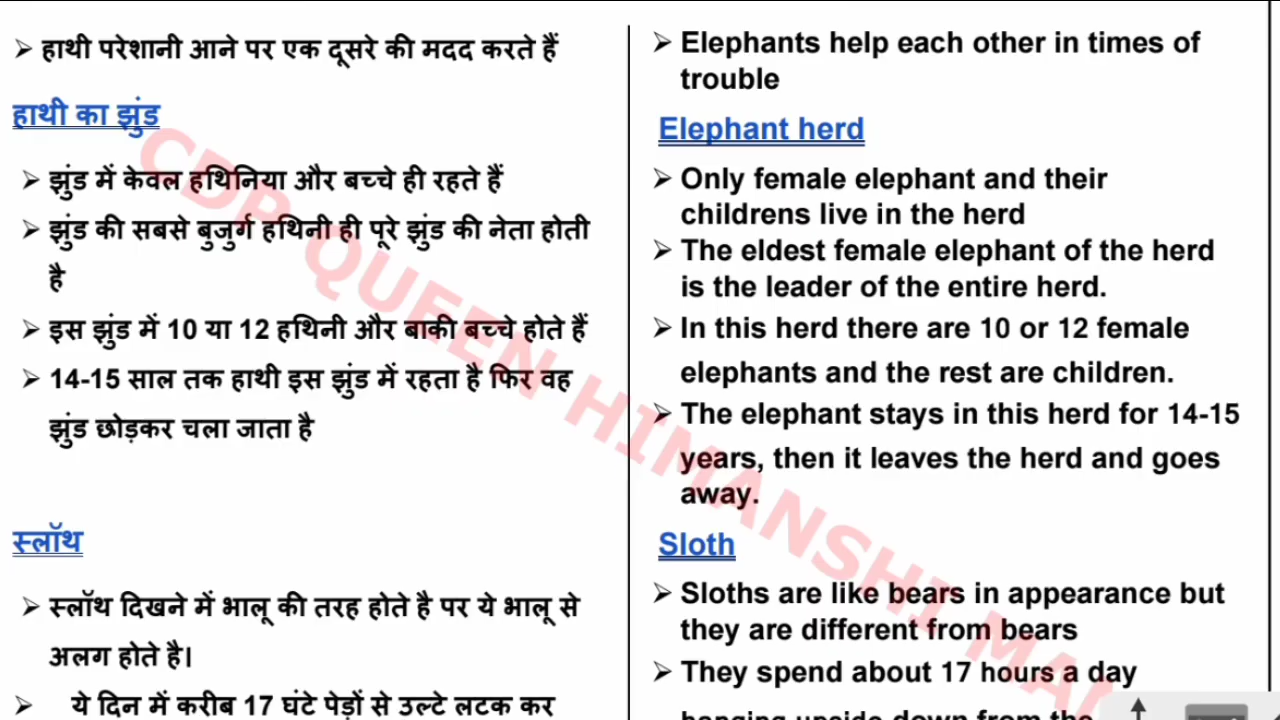 ➢ हाथी परेशानी आने पर एक दूसरे की मदद करते हैं
हाथी का झुंड
➢ झुंड में केवल हथिनिया और बच्चे ही रहते हैं
➢ झुंड की सबसे बुजुर्ग हथिनी ही पूरे झुंड की नेता होती
है
➢ इस झुंड में 10 या 12 हथिनी और बाकी बच्चे होते हैं
➢ 14-15 साल तक हाथी इस झुंड में रहता है फिर वह
झुंड छोड़कर चला जाता है
स्लॉथ
➢ स्लॉथ दिखने में भालू की तरह होते है पर ये भालू से
अलग होते है।
➢ ये दिन में करीब 17 घंटे पेड़ों से उल्टे लटक कर
➢ Elephants help each other in times of
trouble
Elephant herd
➢ Only female elephant and their
childrens live in the herd
➢ The eldest female elephant of the herd
is the leader of the entire herd.
➢ In this herd there are 10 or 12 female
elephants and the rest are children.
➢ The elephant stays in this herd for 14-15
years, then it leaves the herd and goes
away.
Sloth
➢ Sloths are like bears in appearance but
they are different from bears
➢ They spend about 17 hours a day
hanging upside down from the
CDP QUEEN HIMANSHI